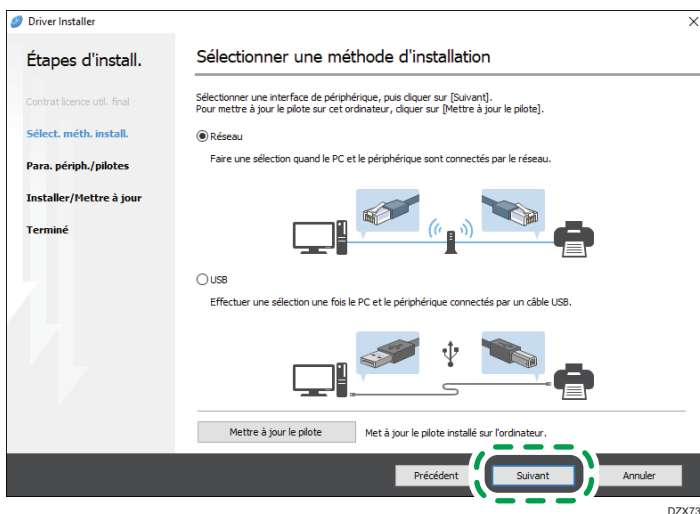 Driver Installer
Étapes d'install.
Contrat licence util. final
Sélect. méth. install.
Para. périph./pilotes
Installer/Mettre à jour
Terminé
Sélectionner une méthode d'installation
Sélectionner une interface de périphérique, puis cliquer sur [Suivant].
Pour mettre à jour le pilote sur cet ordinateur, cliquer sur [Mettre à jour le pilote].
Réseau
Faire une sélection quand le PC et le périphérique sont connectés par le réseau.
USB
Effectuer une sélection une fois le PC et le périphérique connectés par un câble USB.
Mettre à jour le pilote
Met à jour le pilote installé sur l'ordinateur.
Précédent
Suivant
Annuler
DZX73